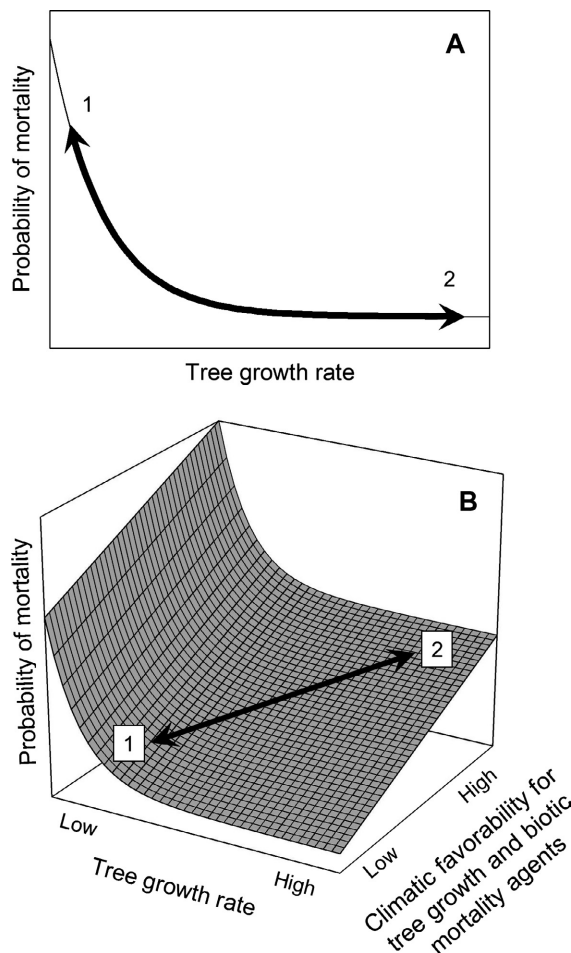 A
1
2
Probability of mortality
Tree growth rate
B
2
1
Probability of mortality
Low
High
Tree growth rate
Low
High
Climatic favorability for
tree growth and biotic
mortality agents